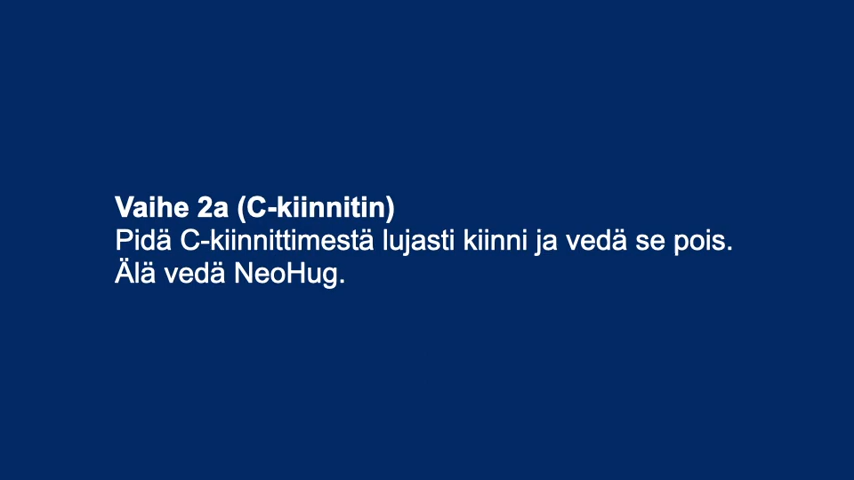 Vaihe 2a (C-kiinnitin)
Pidä C-kiinnittimestä lujasti kiinni ja vedä se pois.
Älä vedä NeoHug.